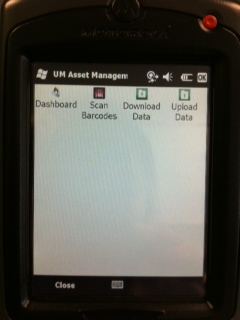 UM Asset Managem
OK
Dashboard
Scan
Barcodes
Download
Data
Upload
Data
Close